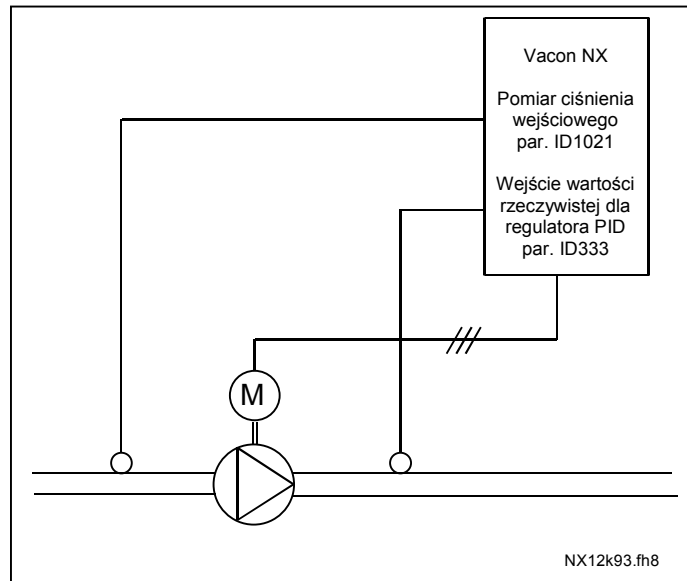 Vacon NX
Pomiar ciśnienia
wejściowego
par. ID1021
Wejście wartości
rzeczywistej dla
regulatora PID
par. ID333
M
NX12k93.fh8